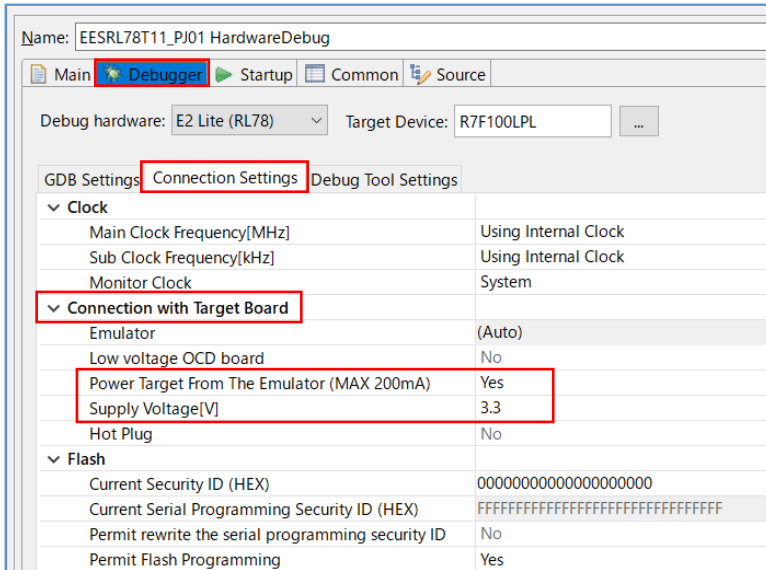 Name: EESRL78T11_PJ01 HardwareDebug
Main Debugger Startup Common Source
Debug hardware: E2 Lite (RL78) Target Device: R7F100LPL ...
GDB Settings Connection Settings Debug Tool Settings
Clock
Main Clock Frequency[MHz] Using Internal Clock
Sub Clock Frequency[kHz] Using Internal Clock
Monitor Clock System
Connection with Target Board
Emulator (Auto)
Low voltage OCD board No
Power Target From The Emulator (MAX 200mA) Yes
Supply Voltage[V] 3.3
Hot Plug No
Flash
Current Security ID (HEX) 00000000000000000000
Current Serial Programming Security ID (HEX) FFFFFFFFFFFFFFFFFFFFFFFFFFFFFFFF
Permit rewrite the serial programming security ID No
Permit Flash Programming Yes